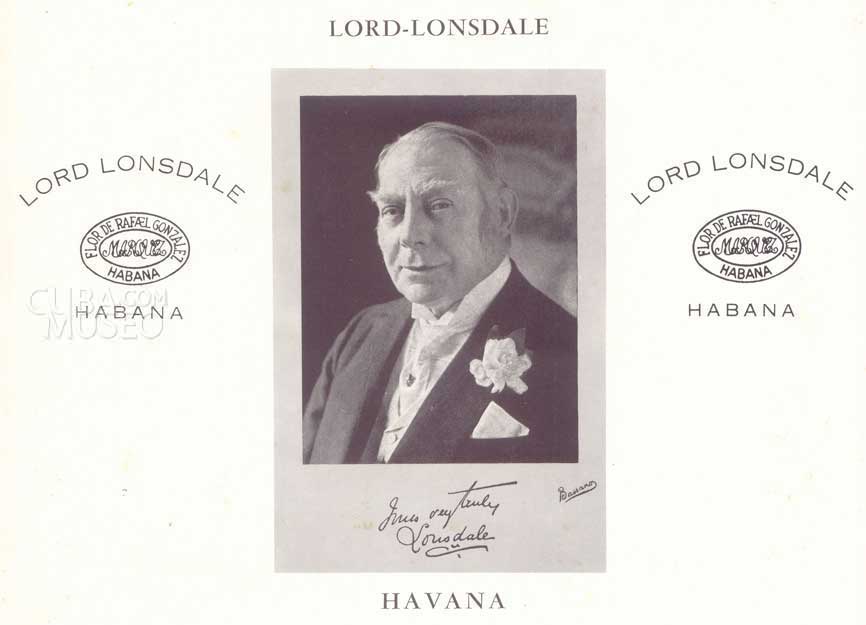 LORD-LONSDALE
LORD LONSDALE
FLOR DE RAFAEL GONZALEZ
MARQUEZ
HABANA
HABANA
CUBA.COM
MUSEO
LORD LONSDALE
FLOR DE RAFAEL GONZALEZ
MARQUEZ
HABANA
HABANA
Yours very truly
Lonsdale
Bassano
HAVANA